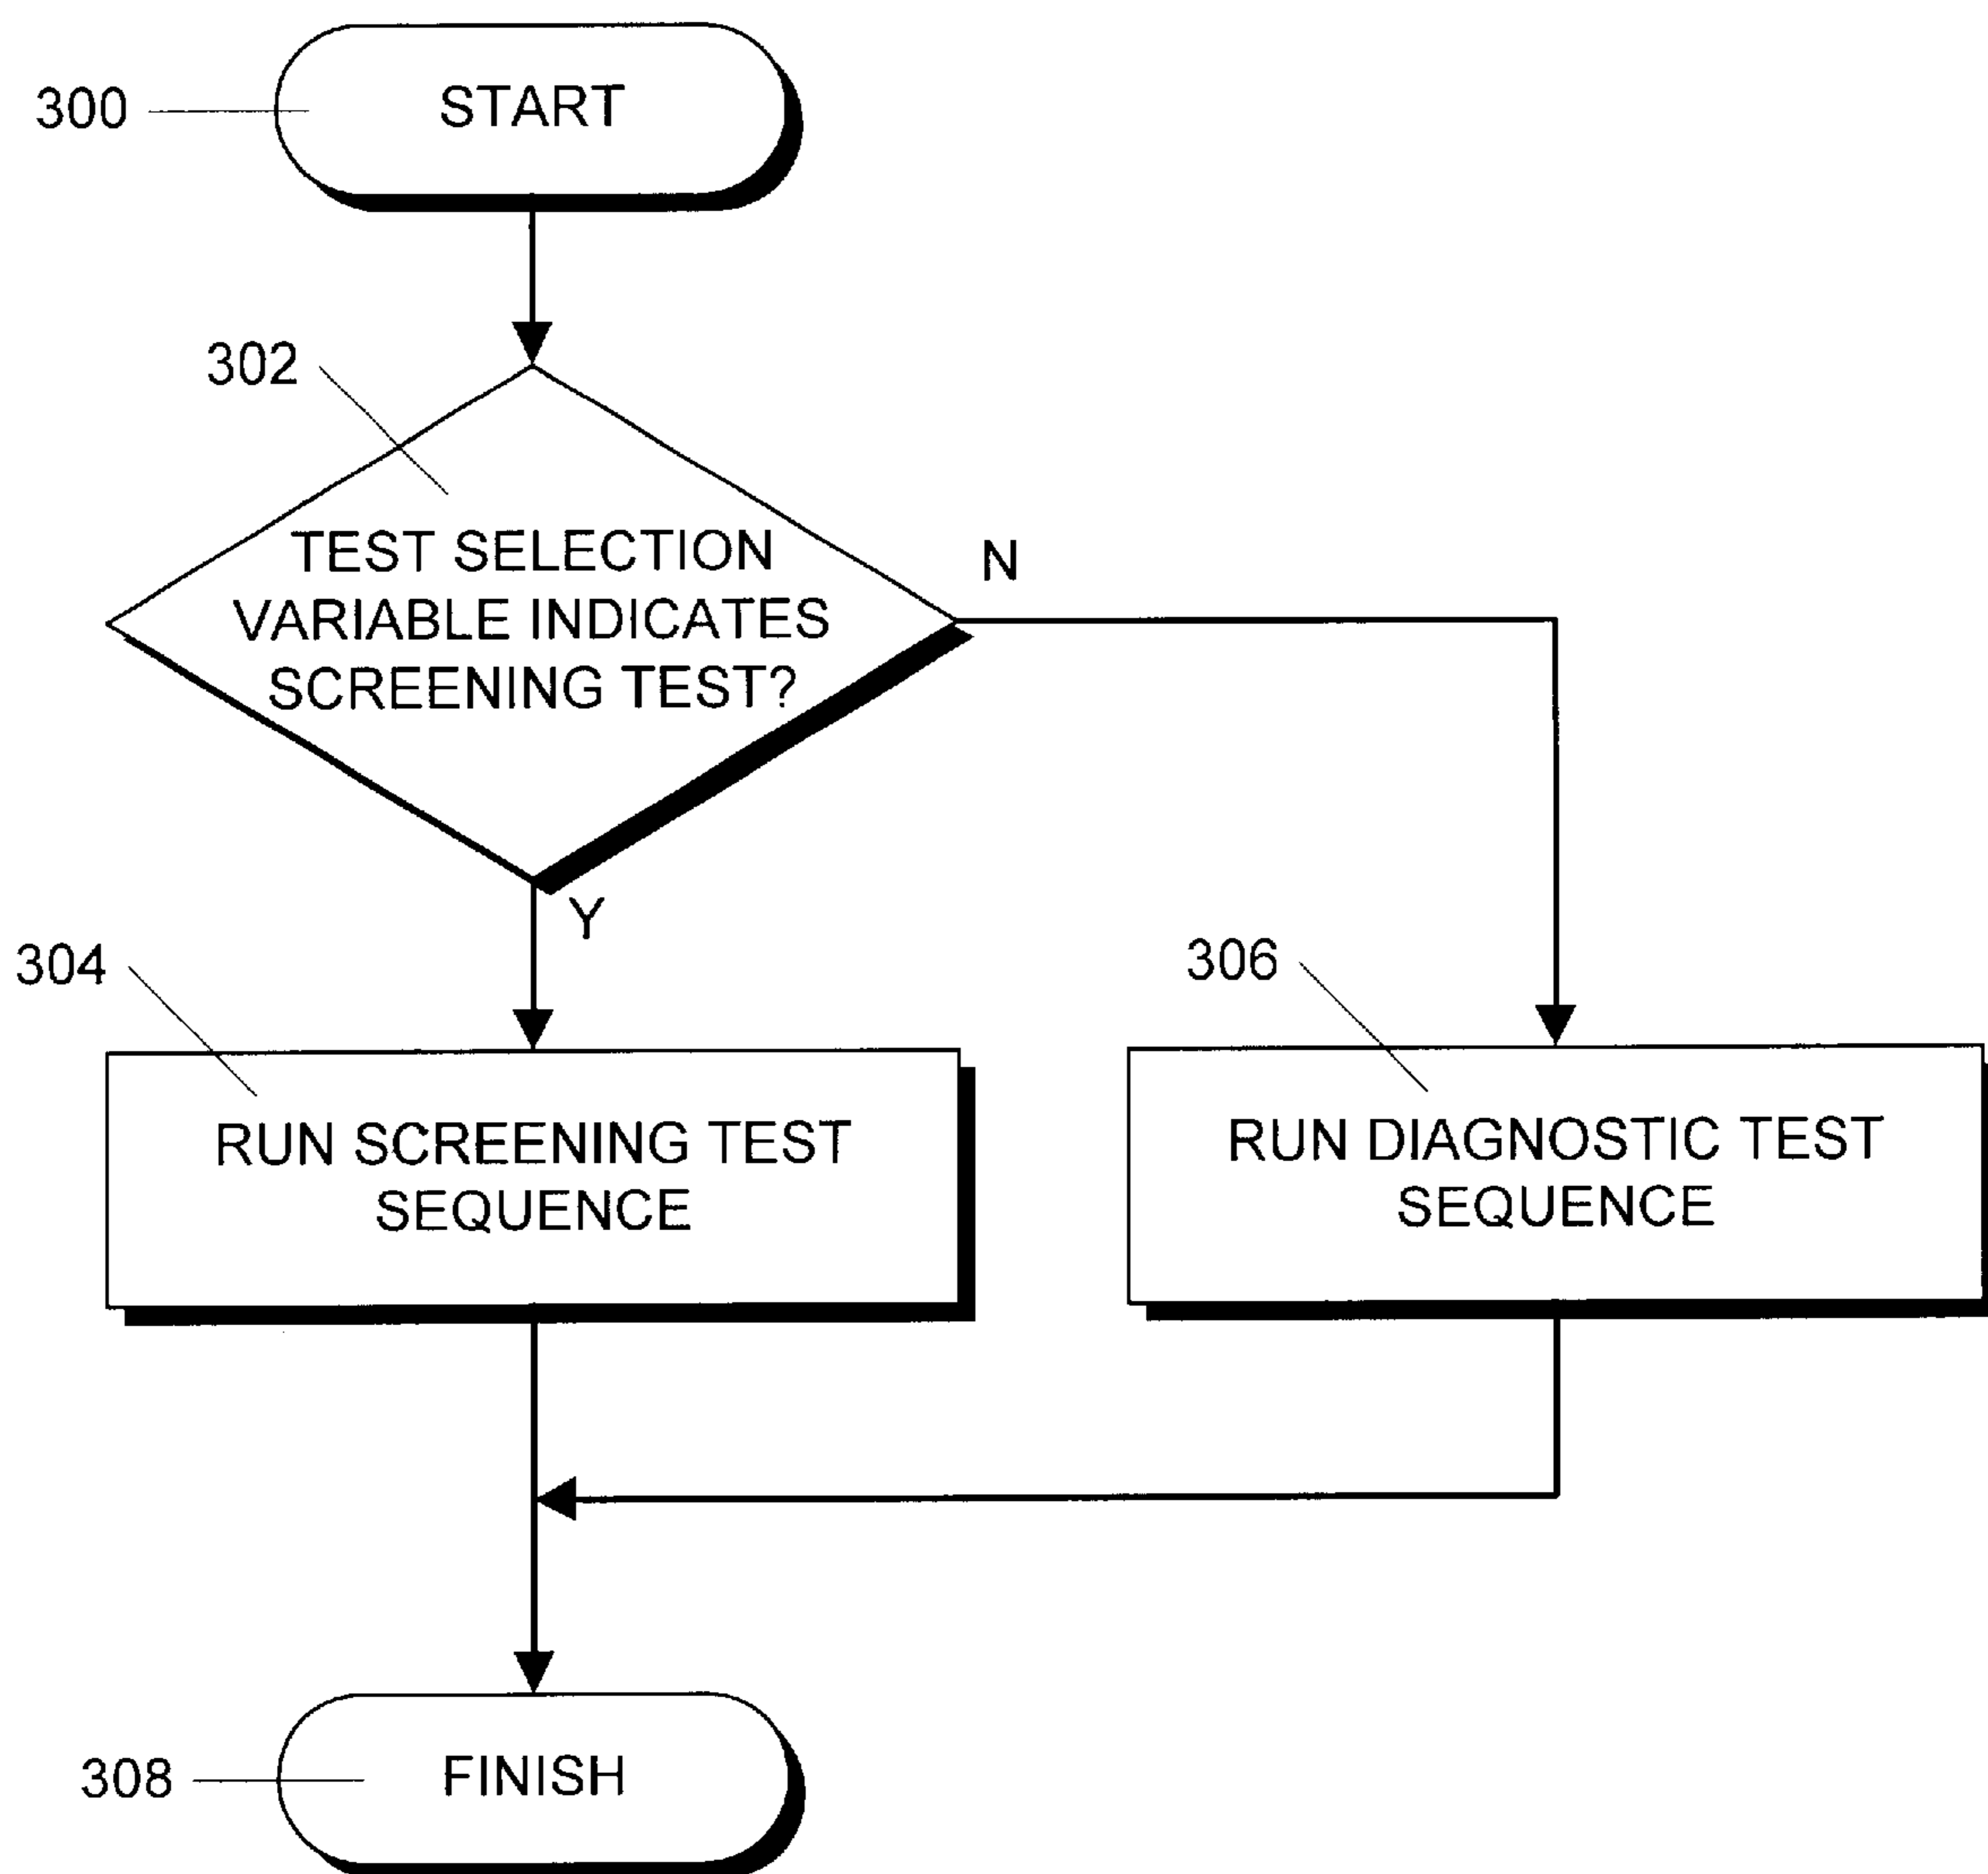 300
START
302
TEST SELECTION
VARIABLE INDICATES
SCREENING TEST?
N
Y
304
RUN SCREENING TEST
SEQUENCE
306
RUN DIAGNOSTIC TEST
SEQUENCE
308
FINISH